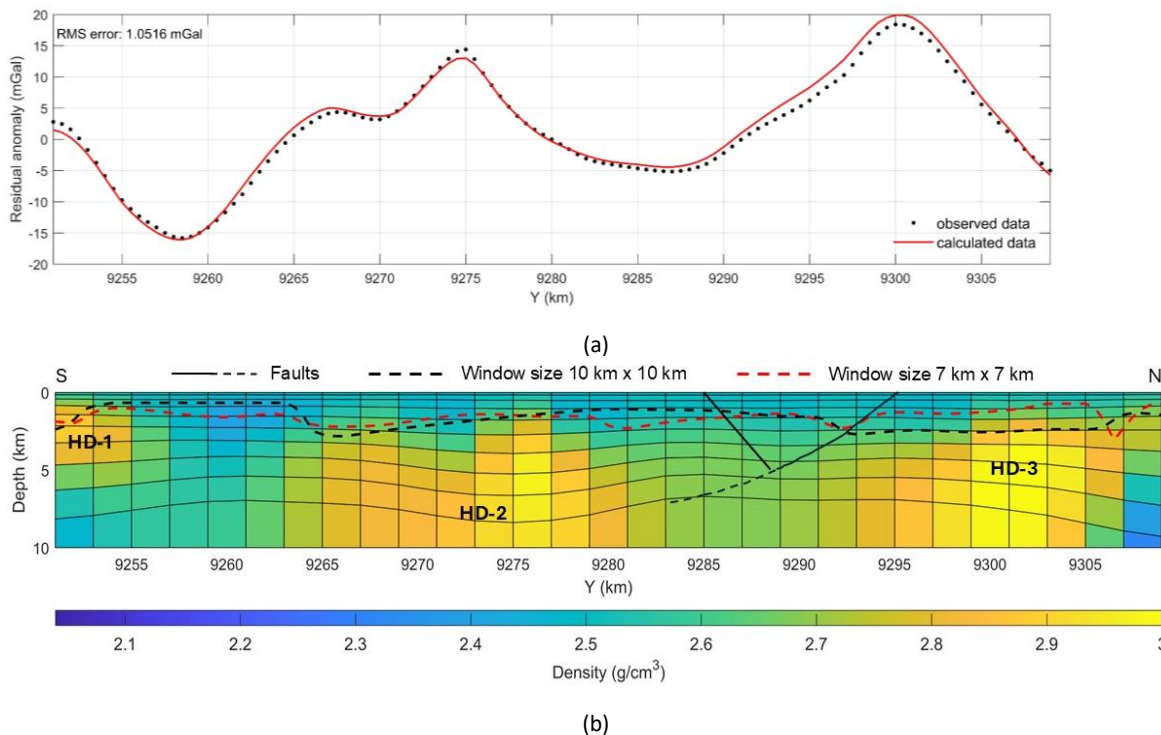 20
15
10
5
0
-5
-10
-15
-20
Residual anomaly (mGal)
RMS error: 1.0516 mGal
observed data
calculated data
9255 9260 9265 9270 9275 9280 9285 9290 9295 9300 9305
Y (km)
(a)
S Faults Window size 10 km x 10 km Window size 7 km x 7 km N
0
5
10
Depth (km)
HD-1
HD-2
HD-3
9255 9260 9265 9270 9275 9280 9285 9290 9295 9300 9305
Y (km)
2.1 2.2 2.3 2.4 2.5 2.6 2.7 2.8 2.9 3
Density (g/cm³)
(b)